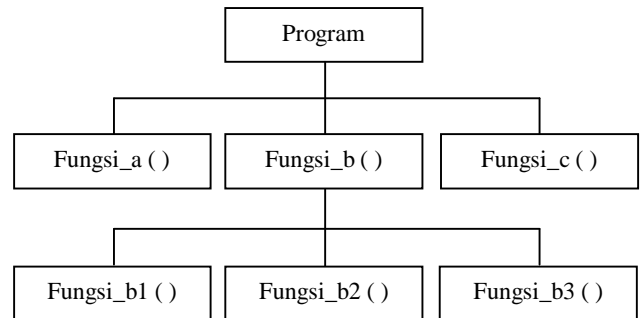 Program
Fungsi_a ( )
Fungsi_b ( )
Fungsi_c ( )
Fungsi_b1 ( )
Fungsi_b2 ( )
Fungsi_b3 ( )